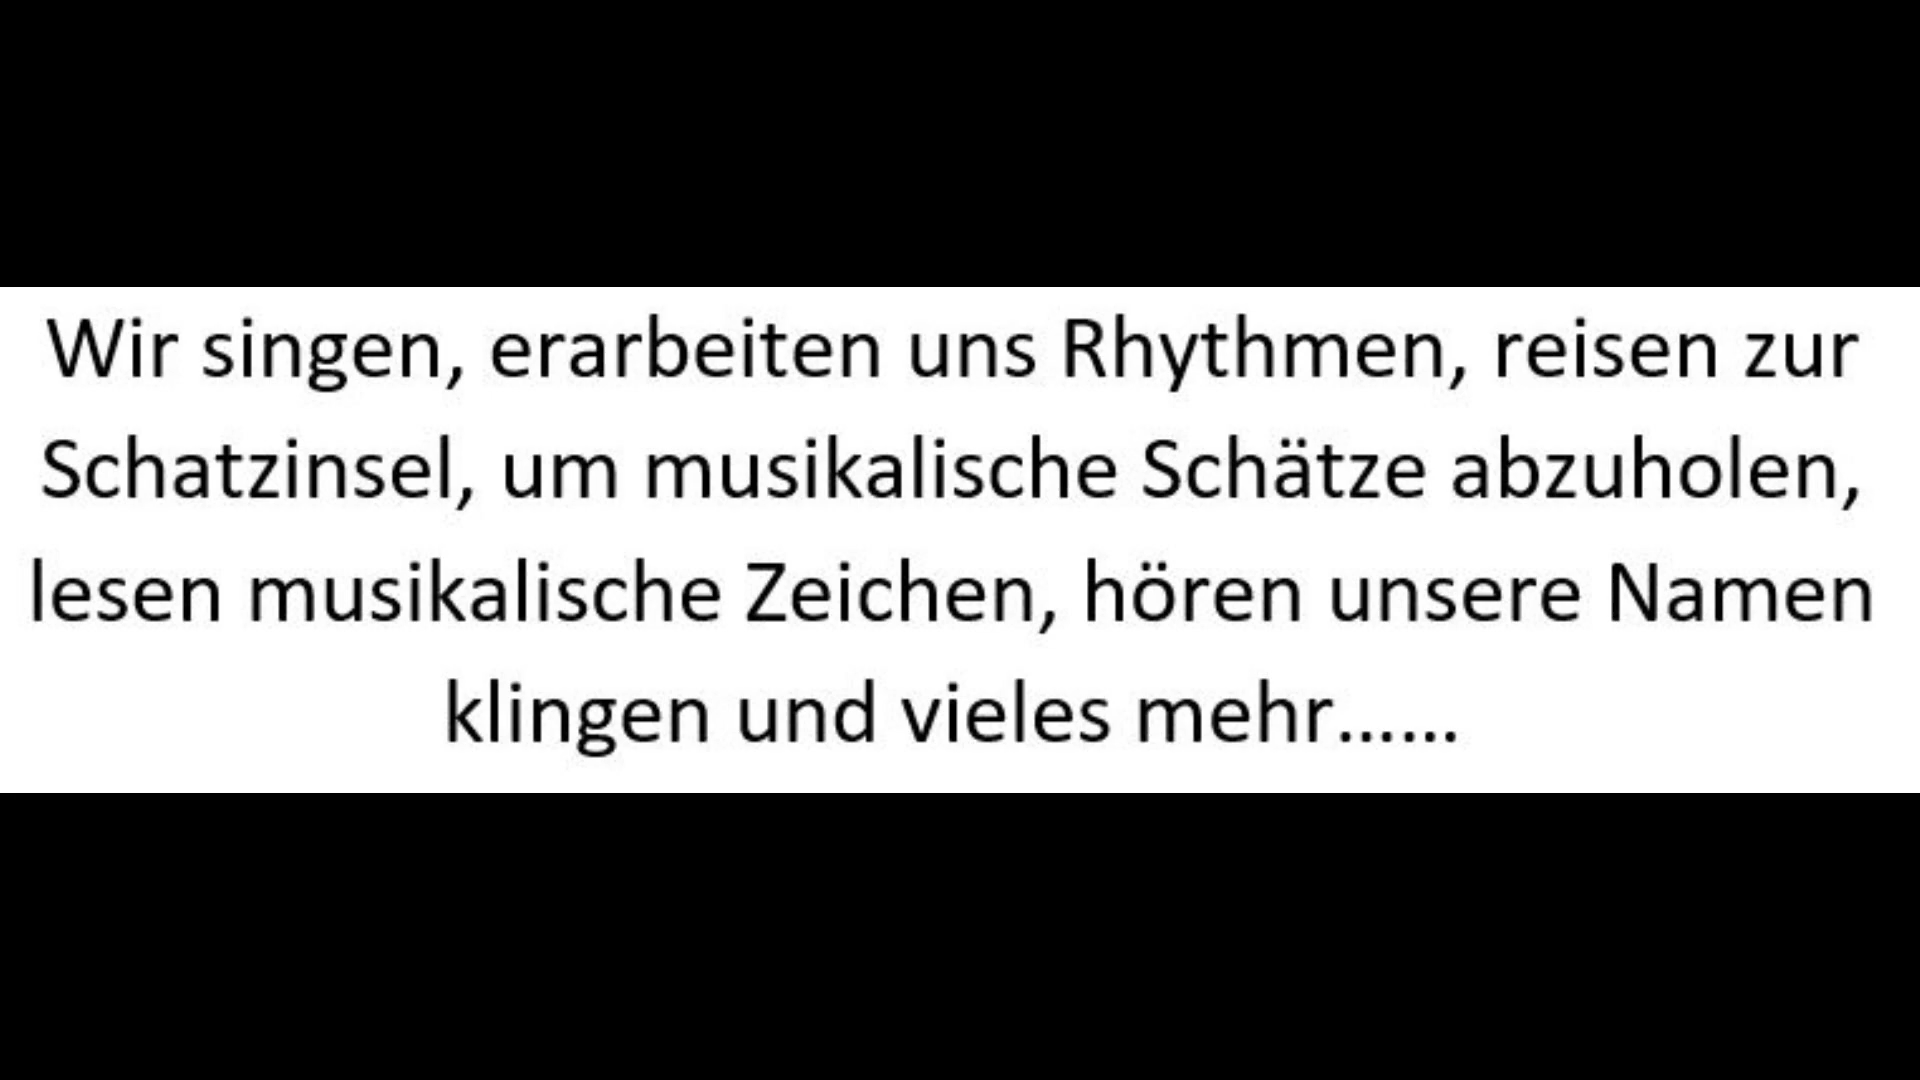 Wir singen, erarbeiten uns Rhythmen, reisen zur
Schatzinsel, um musikalische Schätze abzuholen,
lesen musikalische Zeichen, hören unsere Namen
klingen und vieles mehr......